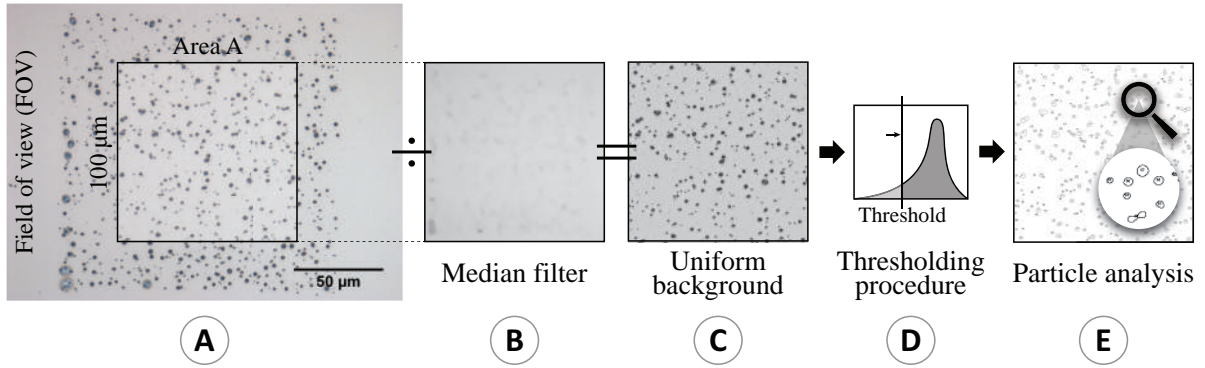 Field of view (FOV)
Area A
100 µm
50 µm
Median filter
Uniform
background
Threshold
Thresholding
procedure
Particle analysis
A
B
C
D
E